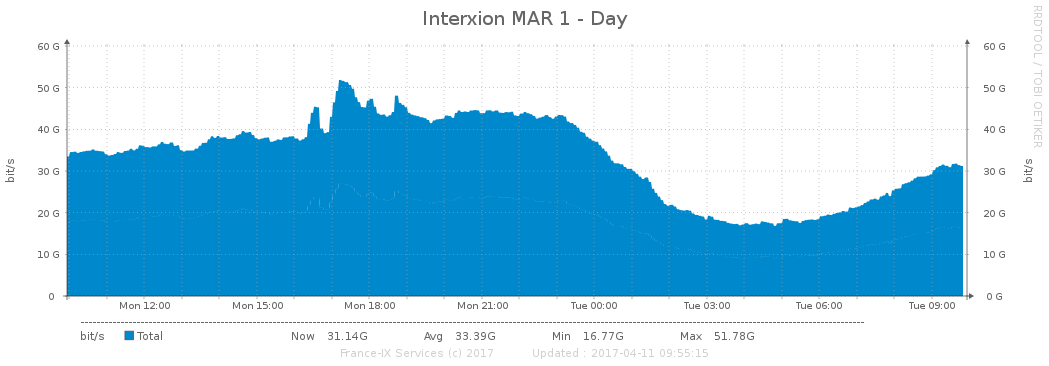 Interxion MAR 1 - Day
RRDTOOL / TOBI OETIKER
60 G 60 G
50 G 50 G
40 G 40 G
30 G 30 G
20 G 20 G
10 G 10 G
0 0 G
bit/s bit/s
Mon 12:00 Mon 15:00 Mon 18:00 Mon 21:00 Tue 00:00 Tue 03:00 Tue 06:00 Tue 09:00
bit/s Total Now 31.14G Avg 33.39G Min 16.77G Max 51.78G
France-IX Services (c) 2017 Updated : 2017-04-11 09:55:15